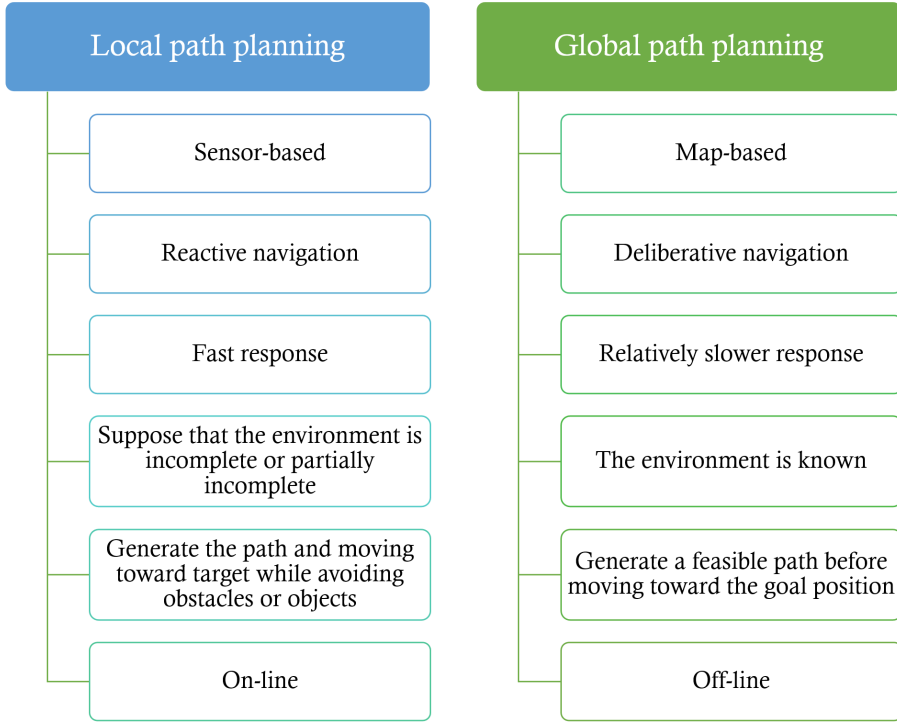 Local path planning
Sensor-based
Reactive navigation
Fast response
Suppose that the environment is
incomplete or partially
incomplete
Generate the path and moving
toward target while avoiding
obstacles or objects
On-line
Global path planning
Map-based
Deliberative navigation
Relatively slower response
The environment is known
Generate a feasible path before
moving toward the goal position
Off-line